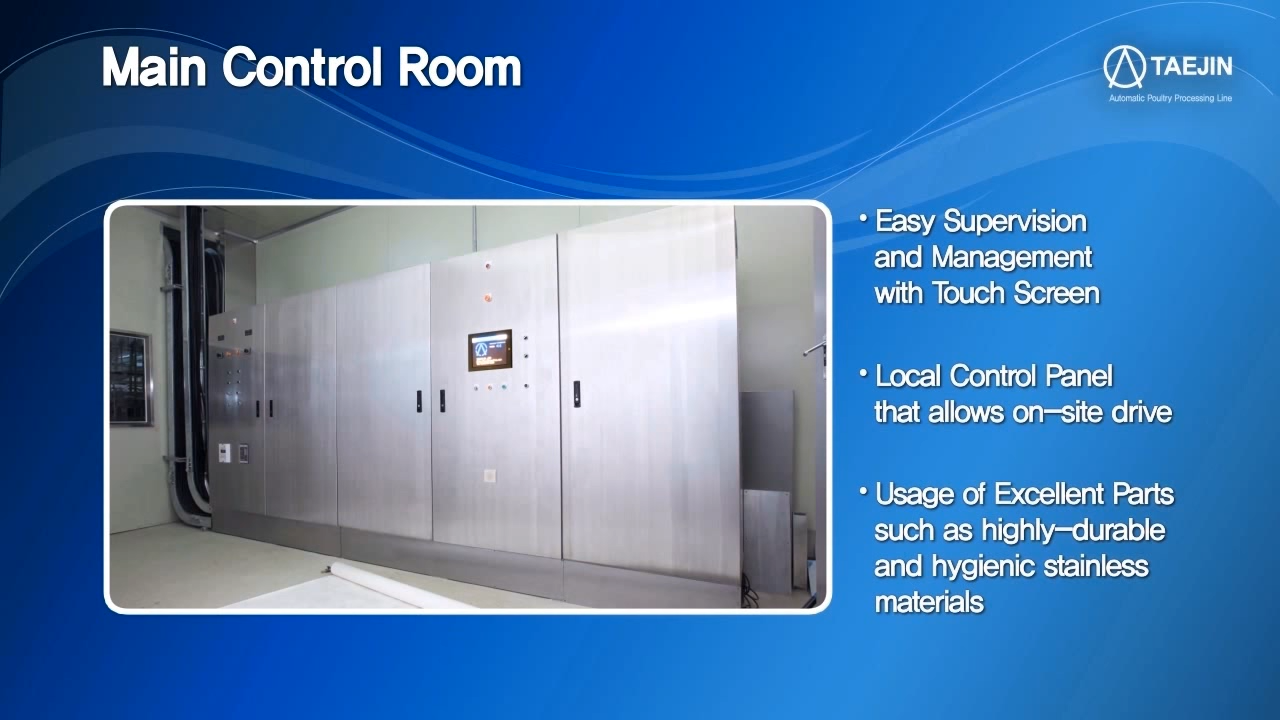 Main Control Room
TAEJIN
Automatic Poultry Processing Line
• Easy Supervision
and Management
with Touch Screen
• Local Control Panel
that allows on-site drive
• Usage of Excellent Parts
such as highly-durable
and hygienic stainless
materials